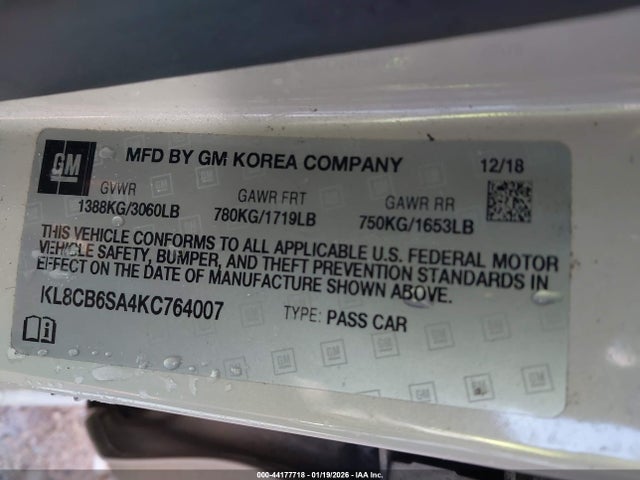 GM MFD BY GM KOREA COMPANY 12/18
GVWR GAWR FRT GAWR RR
1388KG/3060LB 780KG/1719LB 750KG/1653LB
THIS VEHICLE CONFORMS TO ALL APPLICABLE U.S. FEDERAL MOTOR
VEHICLE SAFETY, BUMPER, AND THEFT PREVENTION STANDARDS IN
EFFECT ON THE DATE OF MANUFACTURE SHOWN ABOVE.
KL8CB6SA4KC764007 TYPE: PASS CAR
000-44177718 | 01/19/2026 - IAA Inc.